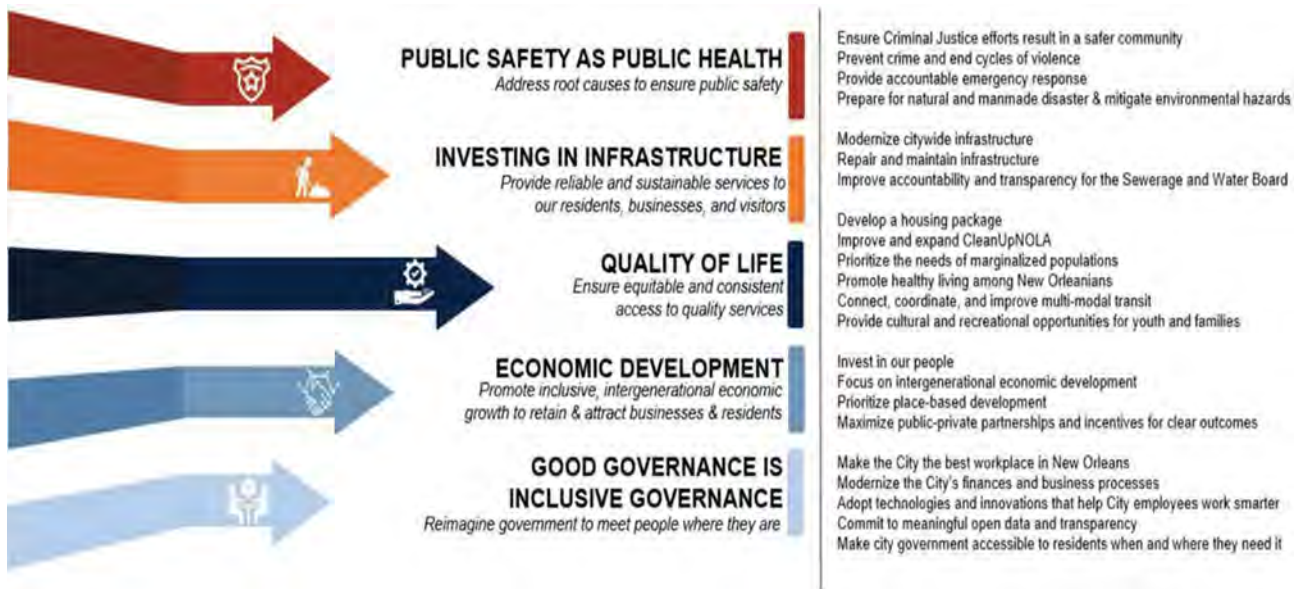 PUBLIC SAFETY AS PUBLIC HEALTH
Address root causes to ensure public safety
Ensure Criminal Justice efforts result in a safer community
Prevent crime and end cycles of violence
Provide accountable emergency response
Prepare for natural and manmade disaster & mitigate environmental hazards
INVESTING IN INFRASTRUCTURE
Provide reliable and sustainable services to
our residents, businesses, and visitors
Modernize citywide infrastructure
Repair and maintain infrastructure
Improve accountability and transparency for the Sewerage and Water Board
QUALITY OF LIFE
Ensure equitable and consistent
access to quality services
Develop a housing package
Improve and expand CleanUpNOLA
Prioritize the needs of marginalized populations
Promote healthy living among New Orleanians
Connect, coordinate, and improve multi-modal transit
Provide cultural and recreational opportunities for youth and families
ECONOMIC DEVELOPMENT
Promote inclusive, intergenerational economic
growth to retain & attract businesses & residents
Invest in our people
Focus on intergenerational economic development
Prioritize place-based development
Maximize public-private partnerships and incentives for clear outcomes
GOOD GOVERNANCE IS
INCLUSIVE GOVERNANCE
Reimagine government to meet people where they are
Make the City the best workplace in New Orleans
Modernize the City's finances and business processes
Adopt technologies and innovations that help City employees work smarter
Commit to meaningful open data and transparency
Make city government accessible to residents when and where they need it